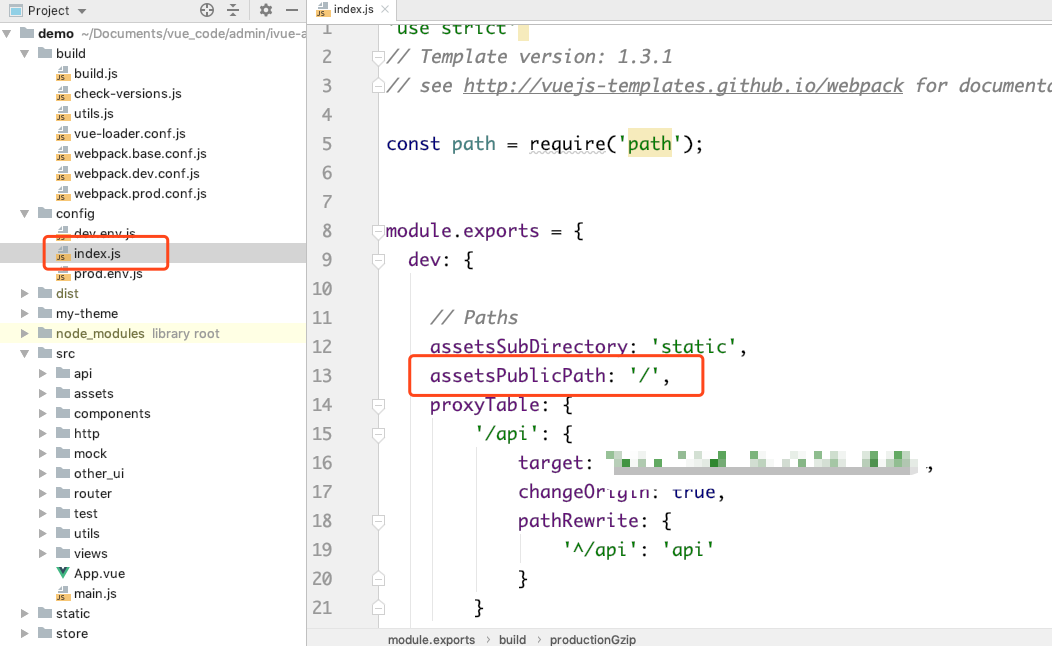 Project
index.js
demo ~/Documents/vue_code/admin/ivue-a
build
build.js
check-versions.js
utils.js
vue-loader.conf.js
webpack.base.conf.js
webpack.dev.conf.js
webpack.prod.conf.js
config
dev.env.js
index.js
prod.env.js
dist
my-theme
node_modules library root
src
api
assets
components
http
mock
other_ui
router
test
utils
views
App.vue
main.js
static
store
1 'use strict'
2 // Template version: 1.3.1
3 // see http://vuejs-templates.github.io/webpack for documenta
4
5 const path = require('path');
6
7
8 module.exports = {
9 dev: {
10
11 // Paths
12 assetsSubDirectory: 'static',
13 assetsPublicPath: '/',
14 proxyTable: {
15 '/api': {
16 target: ,
17 changeOrigin: true,
18 pathRewrite: {
19 '^/api': 'api'
20 }
21 }
module.exports › build › productionGzip